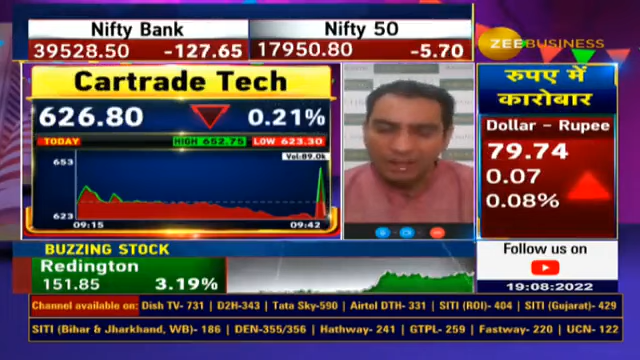 Nifty Bank
39528.50 -127.65
Nifty 50
17950.80 -5.70
ZEEBUSINESS
Cartrade Tech
626.80 0.21%
TODAY HIGH 652.75 LOW 623.30
Vol:89.0k
653
623
09:15 09:42
रुपए में
कारोबार
Dollar – Rupee
79.74
0.07
0.08%
BUZZING STOCK
Redington
151.85 3.19%
Follow us on
19:08:2022
Channel available on: Dish TV- 731 | D2H-343 | Tata Sky-590 | Airtel DTH- 331 | SITI (ROI)- 404 | SITI (Gujarat)- 429
SITI (Bihar & Jharkhand, WB)- 186 | DEN-355/356 | Hathway- 241 | GTPL- 259 | Fastway- 220 | UCN- 122